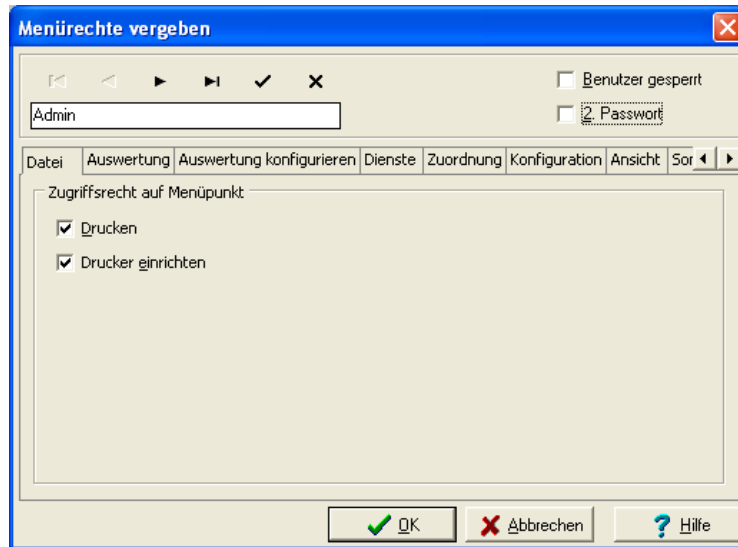 Menürechte vergeben
Benutzer gesperrt
Admin
2. Passwort
Datei
Auswertung
Auswertung konfigurieren
Dienste
Zuordnung
Konfiguration
Ansicht
Zugriffsrecht auf Menüpunkt
Drucken
Drucker einrichten
OK
Abbrechen
Hilfe